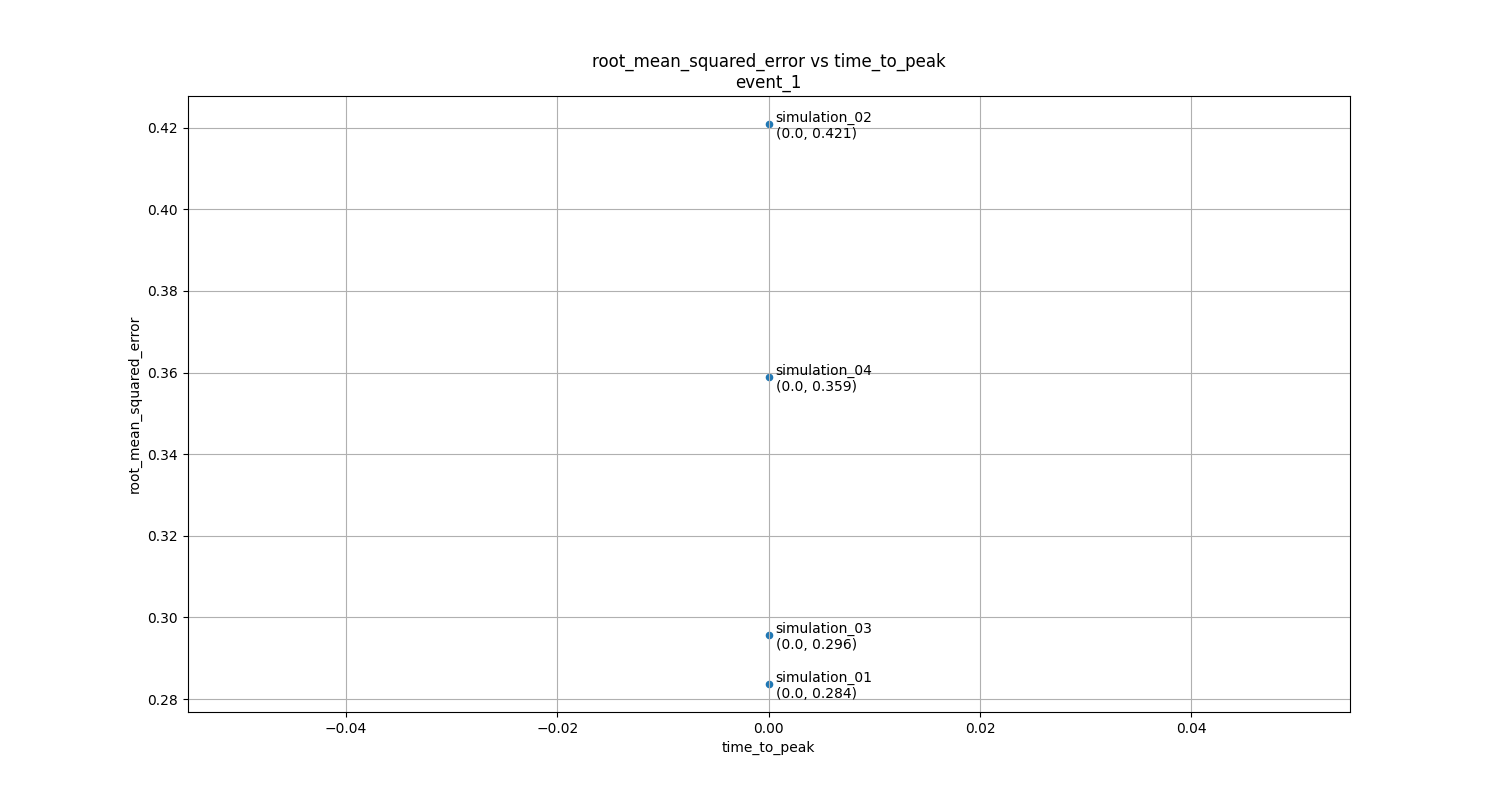 root_mean_squared_error vs time_to_peak
event_1
simulation_02
(0.0, 0.421)
simulation_04
(0.0, 0.359)
simulation_03
(0.0, 0.296)
simulation_01
(0.0, 0.284)
0.42
0.40
0.38
0.36
0.34
0.32
0.30
0.28
root_mean_squared_error
−0.04
−0.02
0.00
0.02
0.04
time_to_peak